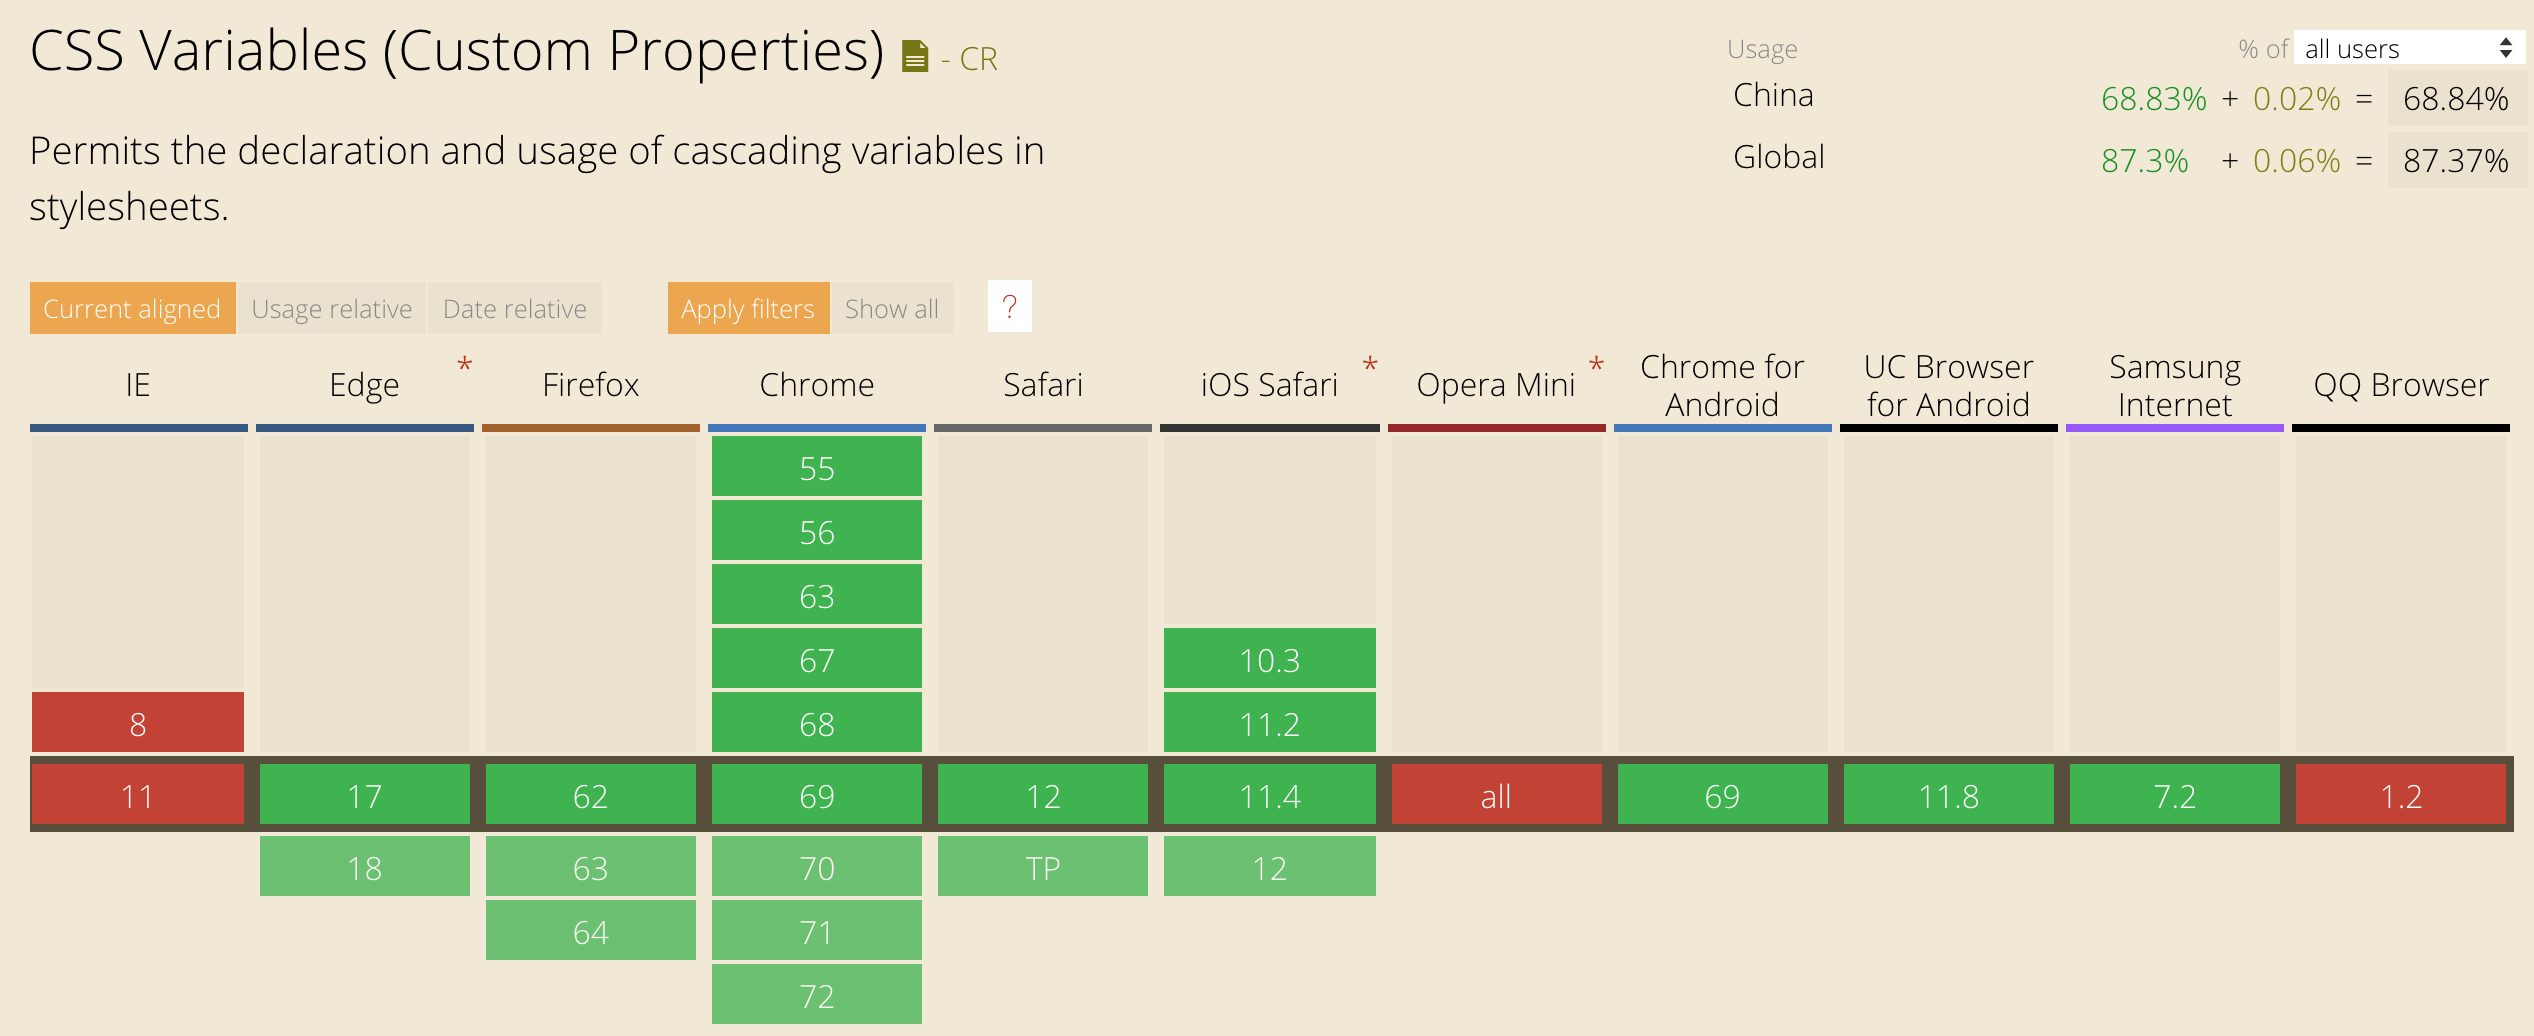 CSS Variables (Custom Properties) - CR
Usage % of all users
China 68.83% + 0.02% = 68.84%
Global 87.3% + 0.06% = 87.37%
Permits the declaration and usage of cascading variables in
stylesheets.
Current aligned Usage relative Date relative Apply filters Show all ?
IE Edge * Firefox Chrome Safari iOS Safari * Opera Mini * Chrome for Android UC Browser for Android Samsung Internet QQ Browser
55
56
63
67 10.3
8 68 11.2
11 17 62 69 12 11.4 all 69 11.8 7.2 1.2
18 63 70 TP 12
64 71
72